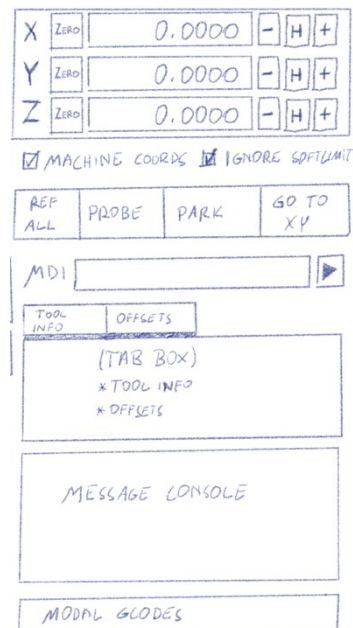 X ZERO 0.0000 - H +
Y ZERO 0.0000 - H +
Z ZERO 0.0000 - H +
MACHINE COORDS IGNORE SOFTLIMIT
REF ALL PROBE PARK GO TO XY
MDI
TOOL INFO OFFSETS
(TAB BOX)
* TOOL INFO
* OFFSETS
MESSAGE CONSOLE
MODAL GCODES